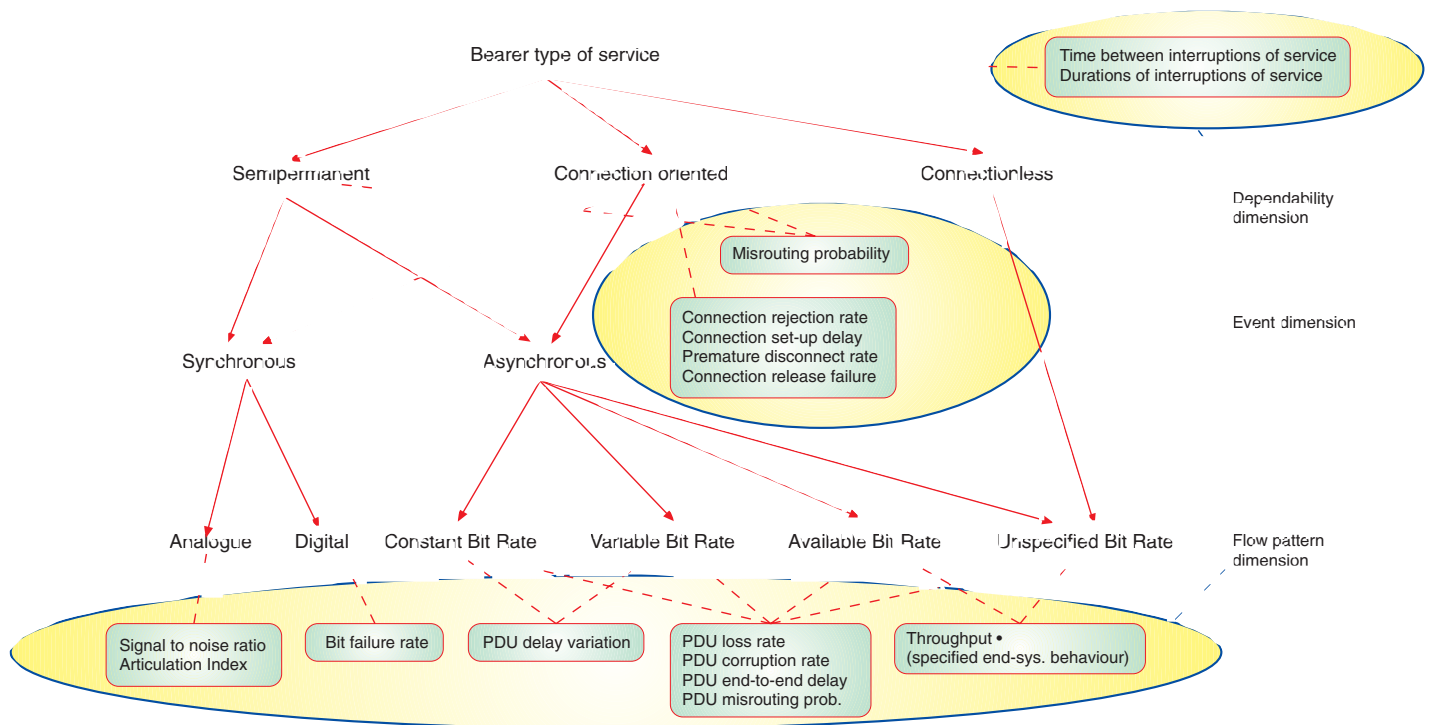 Bearer type of service
Time between interruptions of service
Durations of interruptions of service
Semipermanent
Connection oriented
Connectionless
Dependability
dimension
Misrouting probability
Connection rejection rate
Connection set-up delay
Premature disconnect rate
Connection release failure
Event dimension
Synchronous
Asynchronous
Analogue
Digital
Constant Bit Rate
Variable Bit Rate
Available Bit Rate
Unspecified Bit Rate
Flow pattern
dimension
Signal to noise ratio
Articulation Index
Bit failure rate
PDU delay variation
PDU loss rate
PDU corruption rate
PDU end-to-end delay
PDU misrouting prob.
Throughput •
(specified end-sys. behaviour)